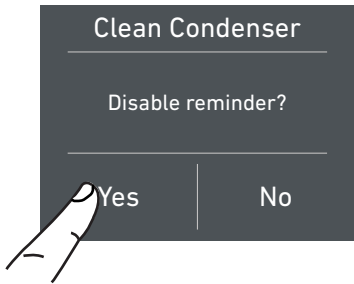 Clean Condenser
Disable reminder?
Yes No